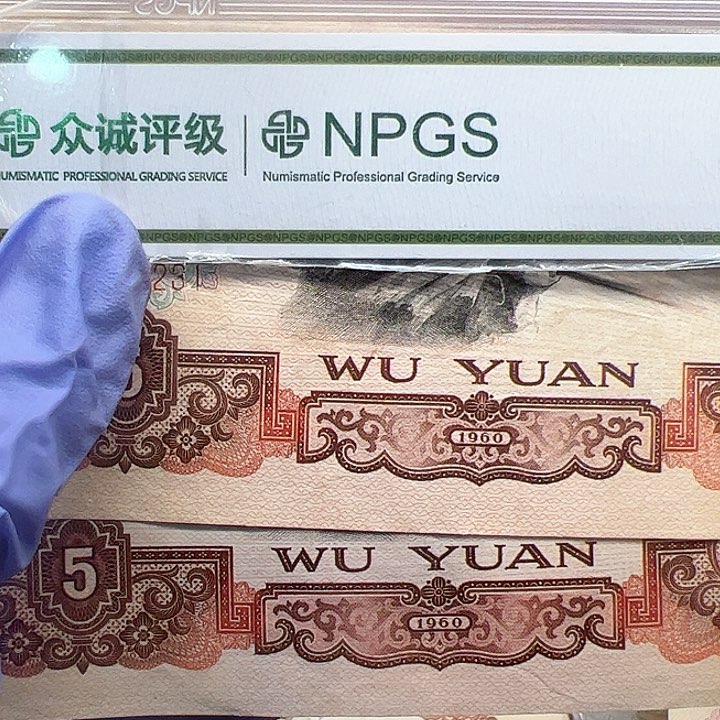 众诚评级 NPGS
NUMISMATIC PROFESSIONAL GRADING SERVICE Numismatic Professional Grading Service
WU YUAN
1960
5 WU YUAN
1960